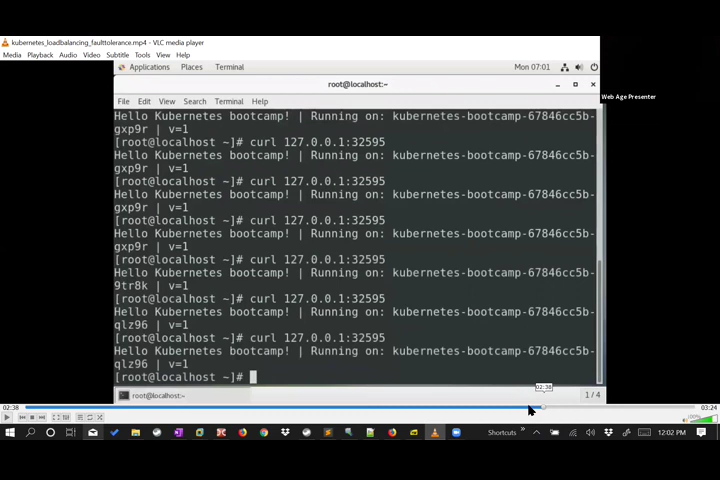 kubernetes_loadbalancing_faulttolerance.mp4 - VLC media player
Media Playback Audio Video Subtitle Tools View Help
Applications Places Terminal Mon 07:01
root@localhost:~
Web Age Presenter
File Edit View Search Terminal Help
Hello Kubernetes bootcamp! | Running on: kubernetes-bootcamp-67846cc5b-
gxp9r | v=1
[root@localhost ~]# curl 127.0.0.1:32595
Hello Kubernetes bootcamp! | Running on: kubernetes-bootcamp-67846cc5b-
gxp9r | v=1
[root@localhost ~]# curl 127.0.0.1:32595
Hello Kubernetes bootcamp! | Running on: kubernetes-bootcamp-67846cc5b-
gxp9r | v=1
[root@localhost ~]# curl 127.0.0.1:32595
Hello Kubernetes bootcamp! | Running on: kubernetes-bootcamp-67846cc5b-
gxp9r | v=1
[root@localhost ~]# curl 127.0.0.1:32595
Hello Kubernetes bootcamp! | Running on: kubernetes-bootcamp-67846cc5b-
9tr8k | v=1
[root@localhost ~]# curl 127.0.0.1:32595
Hello Kubernetes bootcamp! | Running on: kubernetes-bootcamp-67846cc5b-
qlz96 | v=1
[root@localhost ~]# curl 127.0.0.1:32595
Hello Kubernetes bootcamp! | Running on: kubernetes-bootcamp-67846cc5b-
qlz96 | v=1
[root@localhost ~]#
02:38
root@localhost:~ 1 / 4
02:38 03:24
100%
Shortcuts 12:02 PM